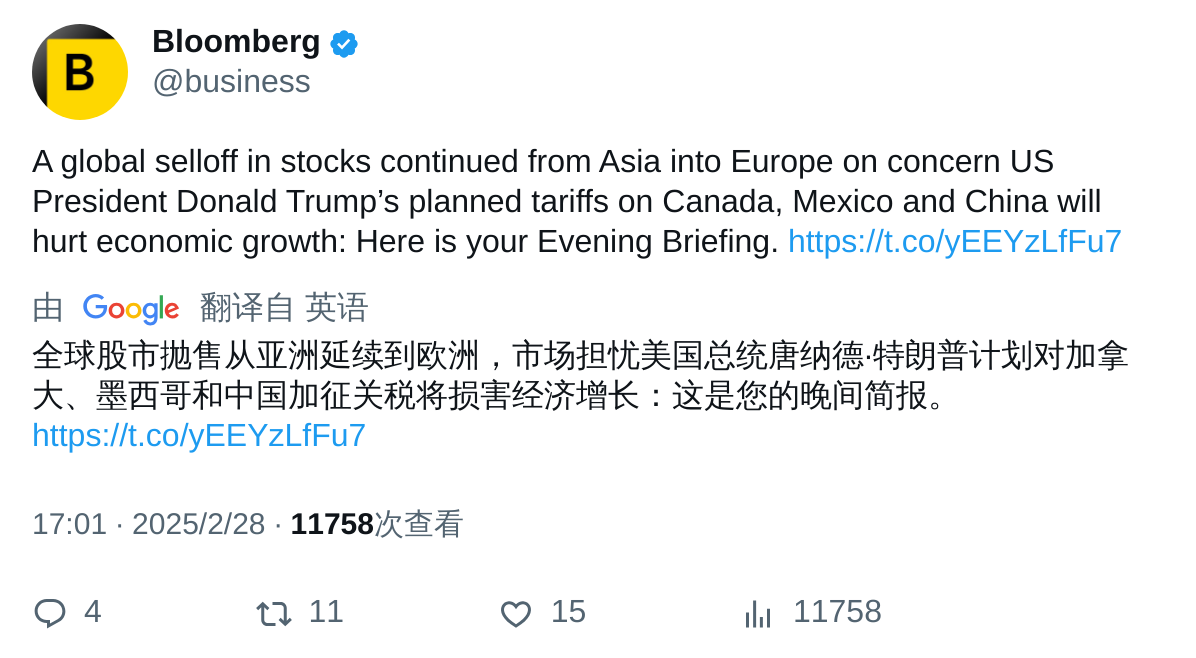 B
Bloomberg
@business
A global selloff in stocks continued from Asia into Europe on concern US
President Donald Trump’s planned tariffs on Canada, Mexico and China will
hurt economic growth: Here is your Evening Briefing. https://t.co/yEEYzLfFu7
由 Google 翻译自 英语
全球股市抛售从亚洲延续到欧洲，市场担忧美国总统唐纳德·特朗普计划对加拿
大、墨西哥和中国加征关税将损害经济增长：这是您的晚间简报。
https://t.co/yEEYzLfFu7
17:01 · 2025/2/28 · 11758次查看
4 11 15 11758